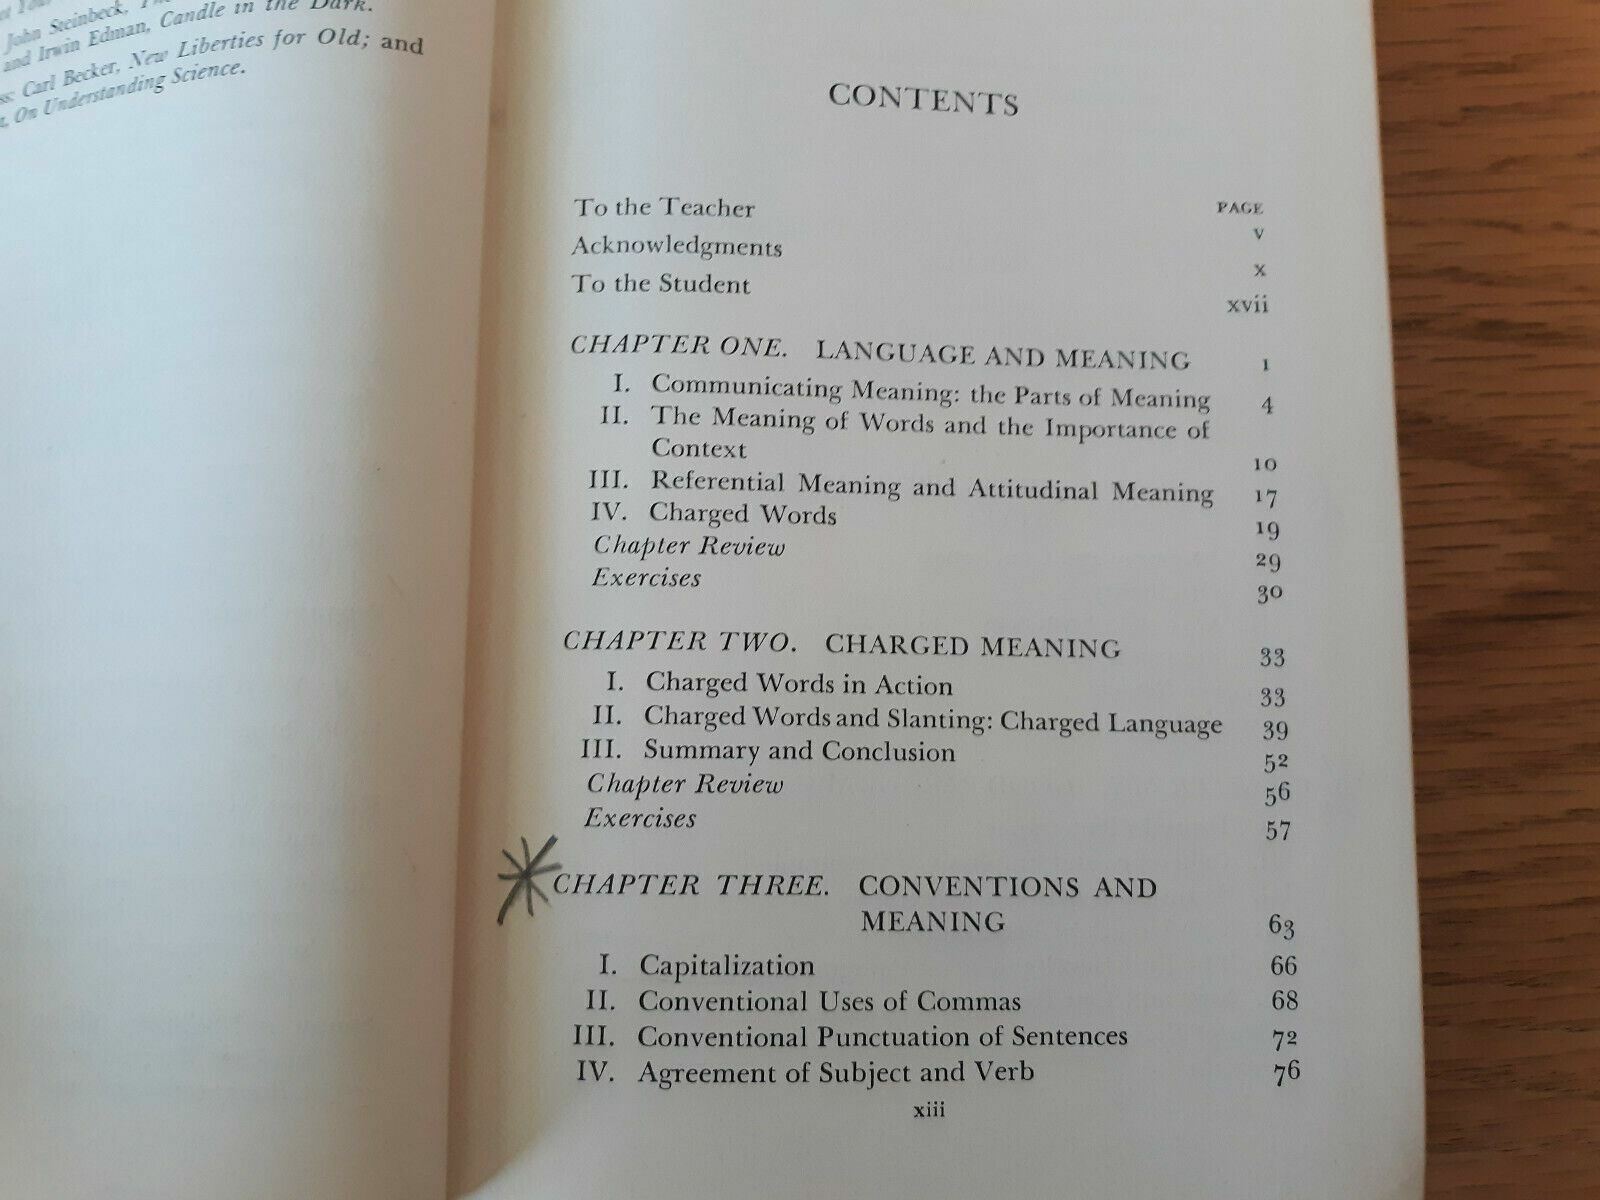 John Steinbeck,
and Irwin Edman, Candle in the Dark.
Carl Becker, New Liberties for Old; and
On Understanding Science.
CONTENTS
PAGE
To the Teacher v
Acknowledgments x
To the Student xvii
CHAPTER ONE. LANGUAGE AND MEANING 1
I. Communicating Meaning: the Parts of Meaning 4
II. The Meaning of Words and the Importance of
Context 10
III. Referential Meaning and Attitudinal Meaning 17
IV. Charged Words 19
Chapter Review 29
Exercises 30
CHAPTER TWO. CHARGED MEANING 33
I. Charged Words in Action 33
II. Charged Words and Slanting: Charged Language 39
III. Summary and Conclusion 52
Chapter Review 56
Exercises 57
CHAPTER THREE. CONVENTIONS AND
MEANING 63
I. Capitalization 66
II. Conventional Uses of Commas 68
III. Conventional Punctuation of Sentences 72
IV. Agreement of Subject and Verb 76
xiii